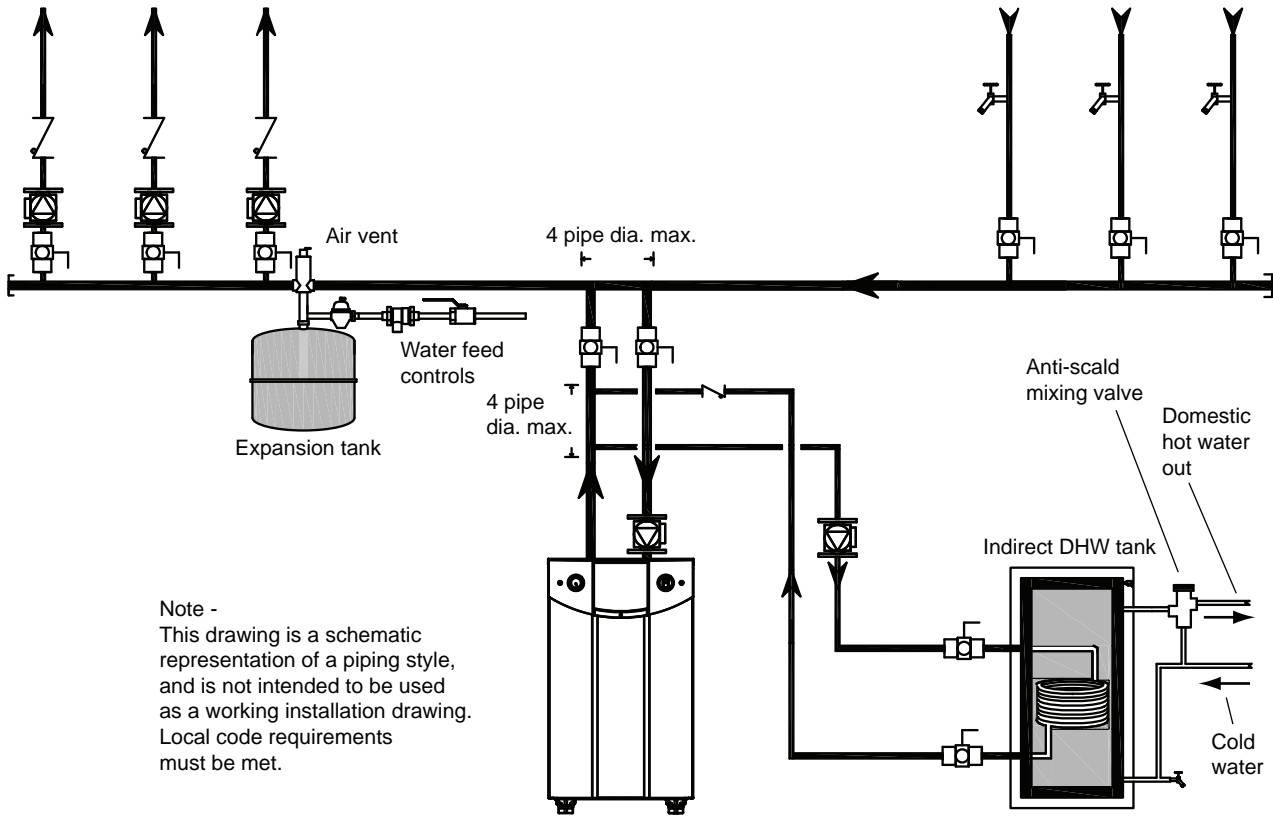 Air vent
4 pipe dia. max.
Water feed
controls
4 pipe
dia. max.
Expansion tank
Anti-scald
mixing valve
Domestic
hot water
out
Indirect DHW tank
Note -
This drawing is a schematic
representation of a piping style,
and is not intended to be used
as a working installation drawing.
Local code requirements
must be met.
Cold
water